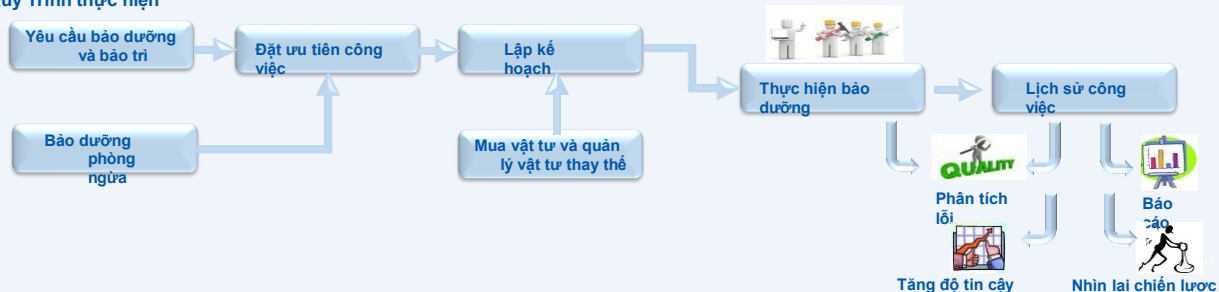 uy Trình thực hiện
Yêu cầu bảo dưỡng
và bảo trì
Đặt ưu tiên công
việc
Lập kế
hoạch
Thực hiện bảo
dưỡng
Lịch sử công
việc
Bảo dưỡng
phòng
ngừa
Mua vật tư và quản
lý vật tư thay thế
QUALITY
Phân tích
lỗi
Báo
cáo
Tăng độ tin cậy
Nhìn lại chiến lược